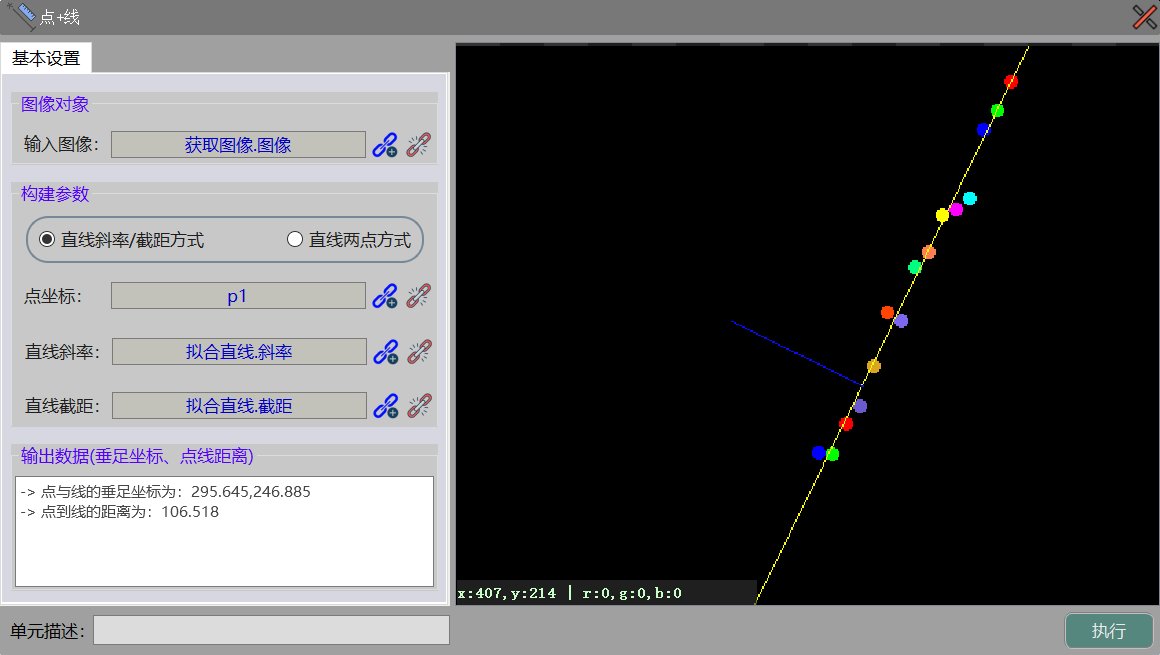 点+线
基本设置
图像对象
输入图像:
获取图像.图像
构建参数
直线斜率/截距方式
直线两点方式
点坐标:
p1
直线斜率:
拟合直线.斜率
直线截距:
拟合直线.截距
输出数据(垂足坐标、点线距离)
-> 点与线的垂足坐标为：295.645,246.885
-> 点到线的距离为：106.518
x:407,y:214 | r:0,g:0,b:0
单元描述:
执行